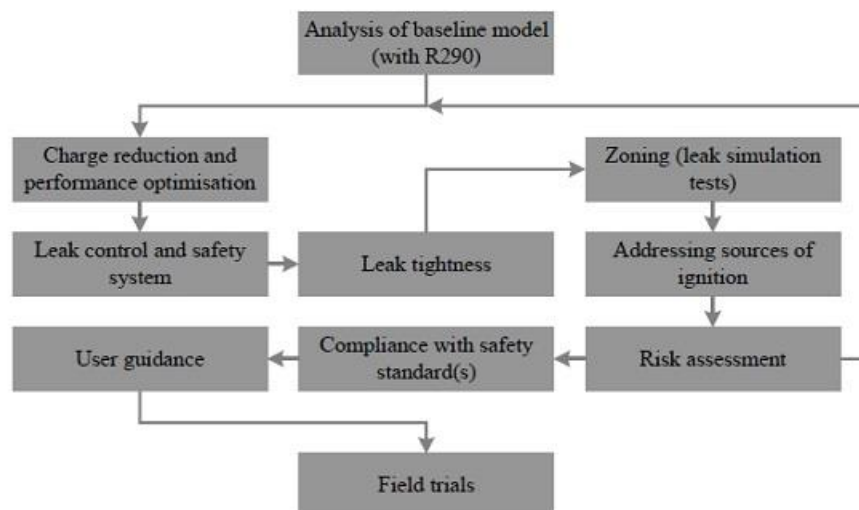 Analysis of baseline model
(with R290)
Charge reduction and
performance optimisation
Zoning (leak simulation
tests)
Leak control and safety
system
Leak tightness
Addressing sources of
ignition
User guidance
Compliance with safety
standard(s)
Risk assessment
Field trials